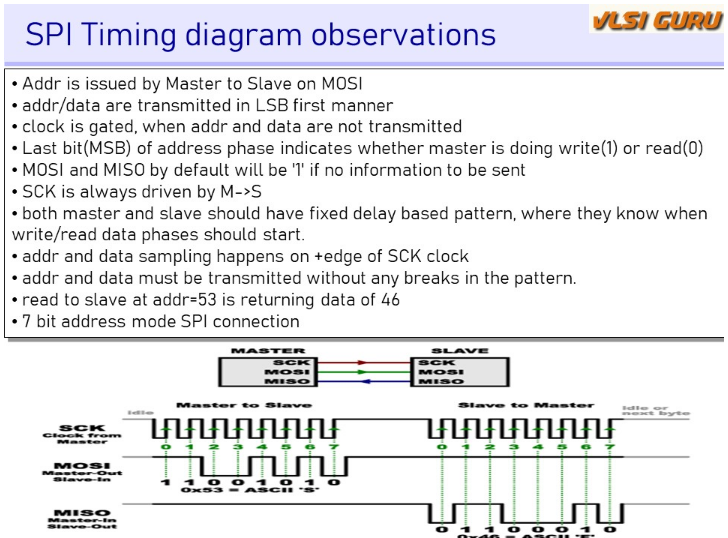 SPI Timing diagram observations
VLSI GURU
• Addr is issued by Master to Slave on MOSI
• addr/data are transmitted in LSB first manner
• clock is gated, when addr and data are not transmitted
• Last bit(MSB) of address phase indicates whether master is doing write(1) or read(0)
• MOSI and MISO by default will be '1' if no information to be sent
• SCK is always driven by M->S
• both master and slave should have fixed delay based pattern, where they know when
write/read data phases should start.
• addr and data sampling happens on +edge of SCK clock
• addr and data must be transmitted without any breaks in the pattern.
• read to slave at addr=53 is returning data of 46
• 7 bit address mode SPI connection
MASTER SLAVE
SCK SCK
MOSI MOSI
MISO MISO
Master to Slave Slave to Master
Idle Idle or
next byte
SCK
Clock from
Master
0 1 2 3 4 5 6 7 0 1 2 3 4 5 6 7
MOSI
Master-Out
Slave-In
1 1 0 0 1 0 1 0
0x53 = ASCII 'S'
MISO
Master-In
Slave-Out
0 1 1 0 0 0 1 0
0x46 = ASCII 'F'